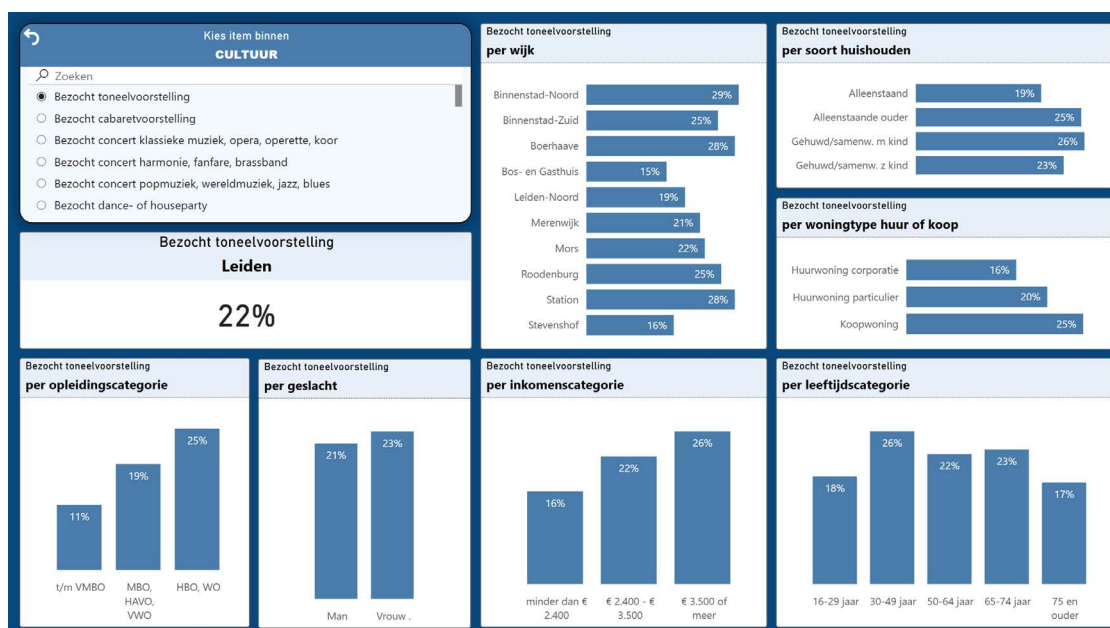 Kies item binnen
CULTUUR
Zoeken
Bezocht toneelvoorstelling
Bezocht cabaretvoorstelling
Bezocht concert klassieke muziek, opera, operette, koor
Bezocht concert harmonie, fanfare, brassband
Bezocht concert popmuziek, wereldmuziek, jazz, blues
Bezocht dance- of houseparty
Bezocht toneelvoorstelling
Leiden
22%
Bezocht toneelvoorstelling
per wijk
Binnenstad-Noord 29%
Binnenstad-Zuid 25%
Boerhaave 28%
Bos- en Gasthuis 15%
Leiden-Noord 19%
Merenwijk 21%
Mors 22%
Roodenburg 25%
Station 28%
Stevenshof 16%
Bezocht toneelvoorstelling
per soort huishouden
Alleenstaand 19%
Alleenstaande ouder 25%
Gehuwd/samenw. m kind 26%
Gehuwd/samenw. z kind 23%
Bezocht toneelvoorstelling
per woningtype huur of koop
Huurwoning corporatie 16%
Huurwoning particulier 20%
Koopwoning 25%
Bezocht toneelvoorstelling
per opleidingscategorie
11% 19% 25%
t/m VMBO MBO, HBO, WO
HAVO,
VWO
Bezocht toneelvoorstelling
per geslacht
21% 23%
Man Vrouw .
Bezocht toneelvoorstelling
per inkomenscategorie
16% 22% 26%
minder dan € € 2.400 - € € 3.500 of
2.400 3.500 meer
Bezocht toneelvoorstelling
per leeftijdscategorie
18% 26% 22% 23% 17%
16-29 jaar 30-49 jaar 50-64 jaar 65-74 jaar 75 en
ouder